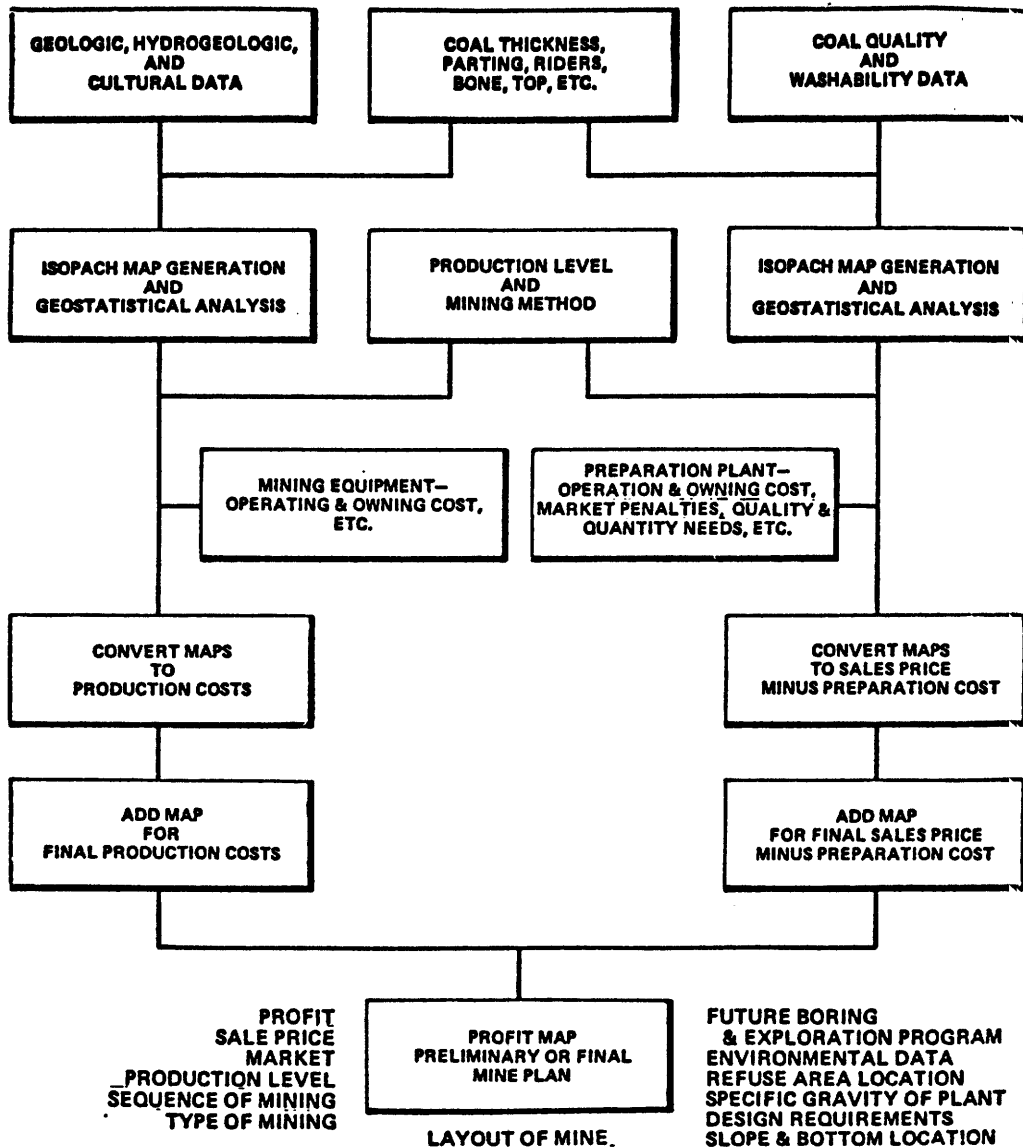 GEOLOGIC, HYDROGEOLOGIC,
AND
CULTURAL DATA
COAL THICKNESS,
PARTING, RIDERS,
BONE, TOP, ETC.
COAL QUALITY
AND
WASHABILITY DATA
ISOPACH MAP GENERATION
AND
GEOSTATISTICAL ANALYSIS
PRODUCTION LEVEL
AND
MINING METHOD
ISOPACH MAP GENERATION
AND
GEOSTATISTICAL ANALYSIS
MINING EQUIPMENT—
OPERATING & OWNING COST,
ETC.
PREPARATION PLANT—
OPERATION & OWNING COST,
MARKET PENALTIES, QUALITY &
QUANTITY NEEDS, ETC.
CONVERT MAPS
TO
PRODUCTION COSTS
CONVERT MAPS
TO SALES PRICE
MINUS PREPARATION COST
ADD MAP
FOR
FINAL PRODUCTION COSTS
ADD MAP
FOR FINAL SALES PRICE
MINUS PREPARATION COST
PROFIT
SALE PRICE
MARKET
PRODUCTION LEVEL
SEQUENCE OF MINING
TYPE OF MINING
PROFIT MAP
PRELIMINARY OR FINAL
MINE PLAN
LAYOUT OF MINE
FUTURE BORING
& EXPLORATION PROGRAM
ENVIRONMENTAL DATA
REFUSE AREA LOCATION
SPECIFIC GRAVITY OF PLANT
DESIGN REQUIREMENTS
SLOPE & BOTTOM LOCATION